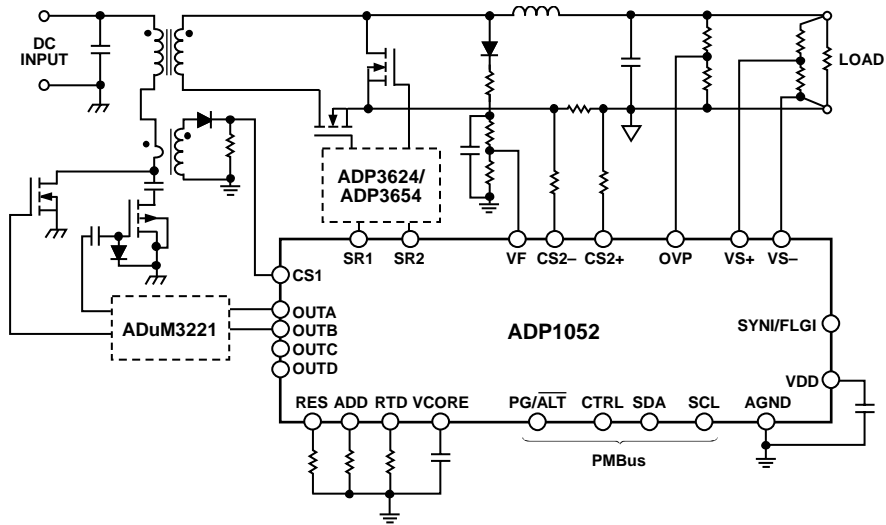 DC
INPUT
LOAD
ADP3624/
ADP3654
SR1 SR2 VF CS2– CS2+ OVP VS+ VS–
CS1
OUTA
OUTB
OUTC
OUTD
ADuM3221
ADP1052
SYNI/FLGI
VDD
RES ADD RTD VCORE PG/ALT CTRL SDA SCL AGND
PMBus